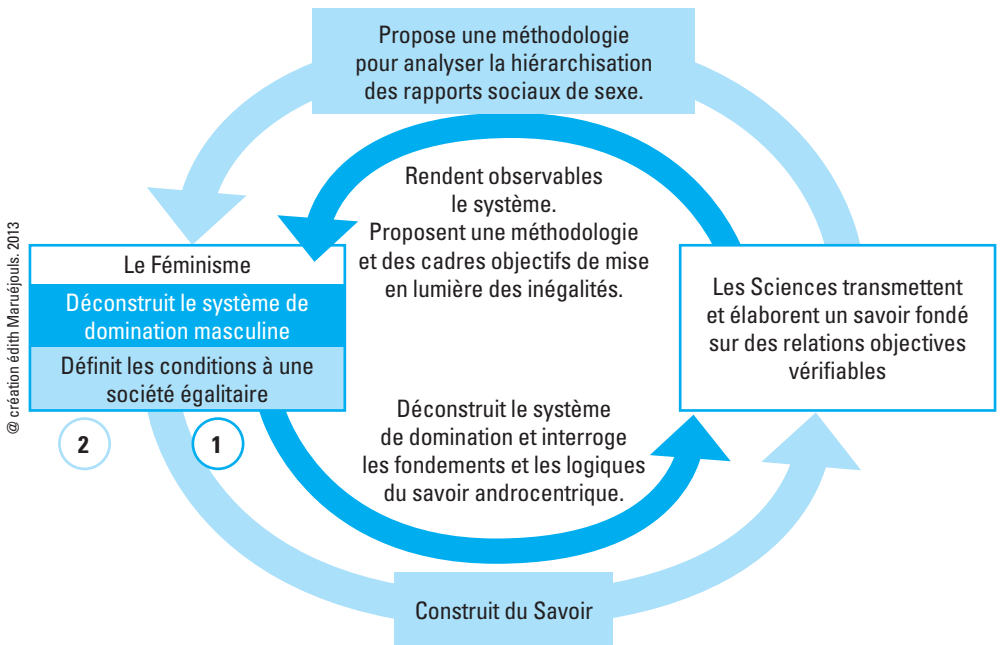 Propose une méthodologie
pour analyser la hiérarchisation
des rapports sociaux de sexe.
Rendent observables
le système.
Proposent une méthodologie
et des cadres objectifs de mise
en lumière des inégalités.
@ création édith Maruéjouls. 2013
Le Féminisme
Déconstruit le système de
domination masculine
Définit les conditions à une
société égalitaire
Les Sciences transmettent
et élaborent un savoir fondé
sur des relations objectives
vérifiables
2
1
Déconstruit le système
de domination et interroge
les fondements et les logiques
du savoir androcentrique.
Construit du Savoir